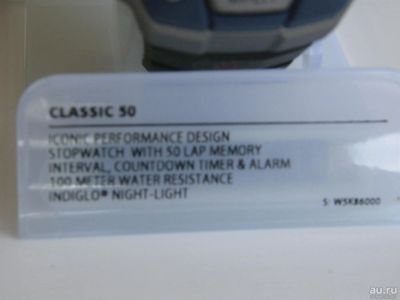 CLASSIC 50
ICONIC PERFORMANCE DESIGN
STOPWATCH WITH 50 LAP MEMORY
INTERVAL, COUNTDOWN TIMER & ALARM
100 METER WATER RESISTANCE
INDIGLO® NIGHT-LIGHT
S: W5K86000
au.ru